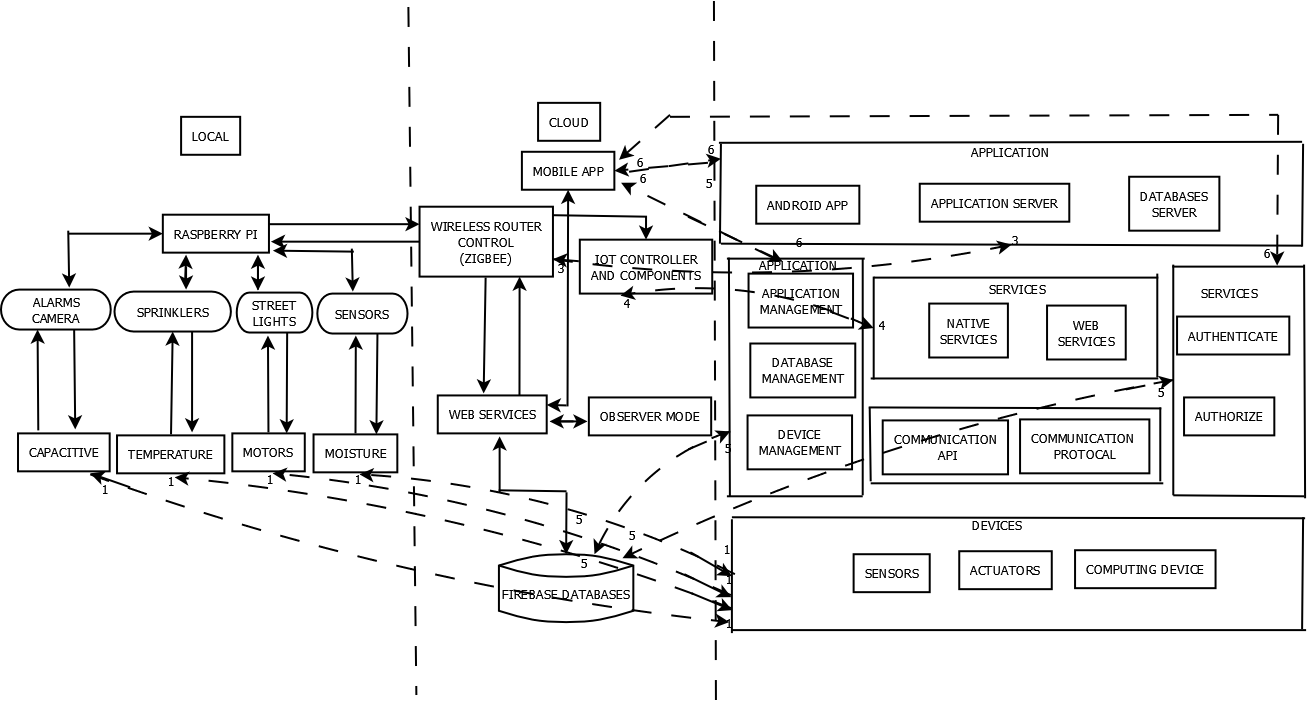 LOCAL
CLOUD
MOBILE APP
RASPBERRY PI
WIRELESS ROUTER
CONTROL
(ZIGBEE)
IOT CONTROLLER
AND COMPONENTS
ALARMS
CAMERA
SPRINKLERS
STREET
LIGHTS
SENSORS
WEB SERVICES
OBSERVER MODE
CAPACITIVE
TEMPERATURE
MOTORS
MOISTURE
FIREBASE DATABASES
APPLICATION
ANDROID APP
APPLICATION SERVER
DATABASES
SERVER
APPLICATION
APPLICATION
MANAGEMENT
DATABASE
MANAGEMENT
DEVICE
MANAGEMENT
SERVICES
NATIVE
SERVICES
WEB
SERVICES
COMMUNICATION
API
COMMUNICATION
PROTOCAL
SERVICES
AUTHENTICATE
AUTHORIZE
DEVICES
SENSORS
ACTUATORS
COMPUTING DEVICE
6
6
6
5
6
3
3
6
4
4
5
5
1
1
1
1
5
5
5
1
1
1